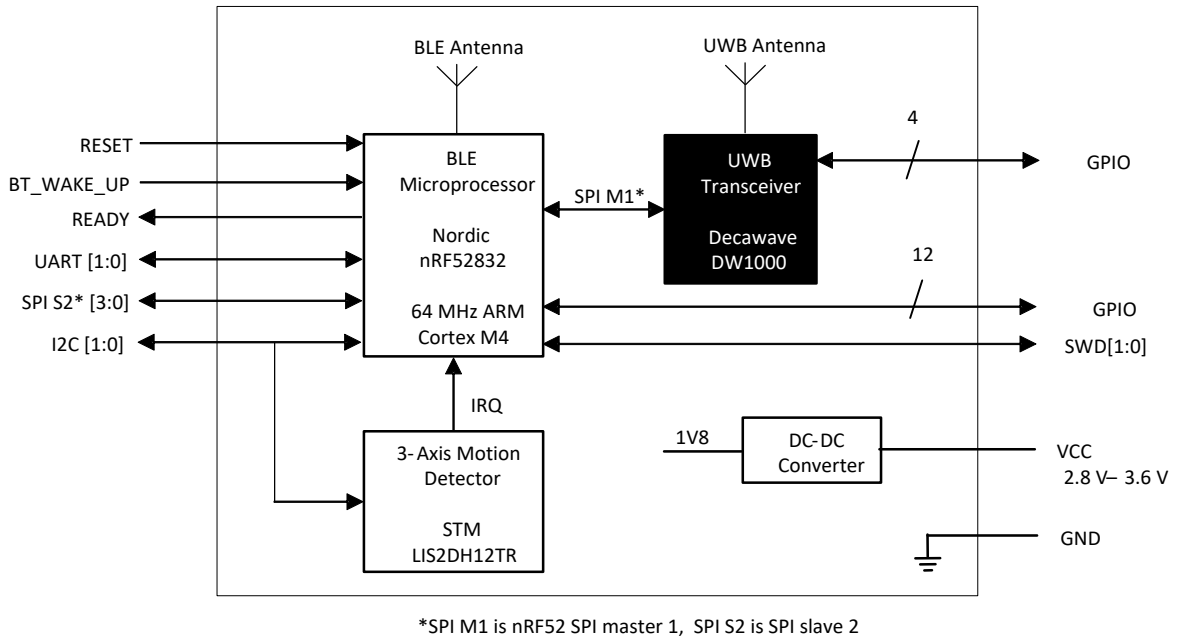 BLE Antenna
UWB Antenna
RESET
BT_WAKE_UP
READY
UART [1:0]
SPI S2* [3:0]
I2C [1:0]
BLE
Microprocessor
Nordic
nRF52832
64 MHz ARM
Cortex M4
SPI M1*
UWB
Transceiver
Decawave
DW1000
4
GPIO
12
GPIO
SWD[1:0]
IRQ
3-Axis Motion
Detector
STM
LIS2DH12TR
1V8
DC-DC
Converter
VCC
2.8 V– 3.6 V
GND
*SPI M1 is nRF52 SPI master 1, SPI S2 is SPI slave 2